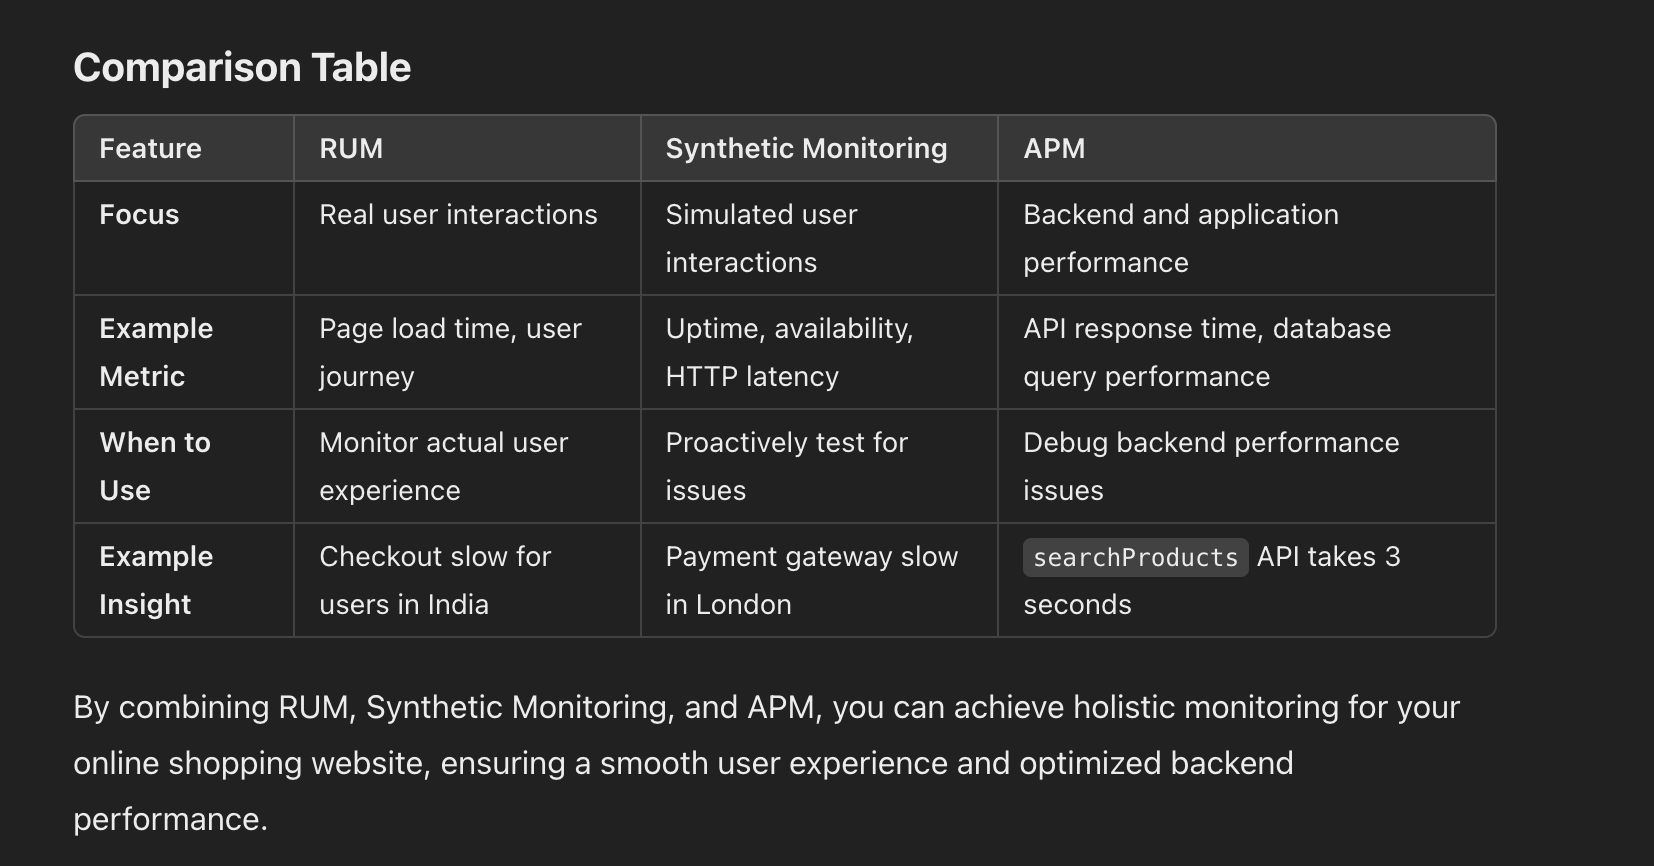 Comparison Table
Feature RUM Synthetic Monitoring APM
Focus Real user interactions Simulated user interactions Backend and application performance
Example Metric Page load time, user journey Uptime, availability, HTTP latency API response time, database query performance
When to Use Monitor actual user experience Proactively test for issues Debug backend performance issues
Example Insight Checkout slow for users in India Payment gateway slow in London searchProducts API takes 3 seconds
By combining RUM, Synthetic Monitoring, and APM, you can achieve holistic monitoring for your
online shopping website, ensuring a smooth user experience and optimized backend
performance.